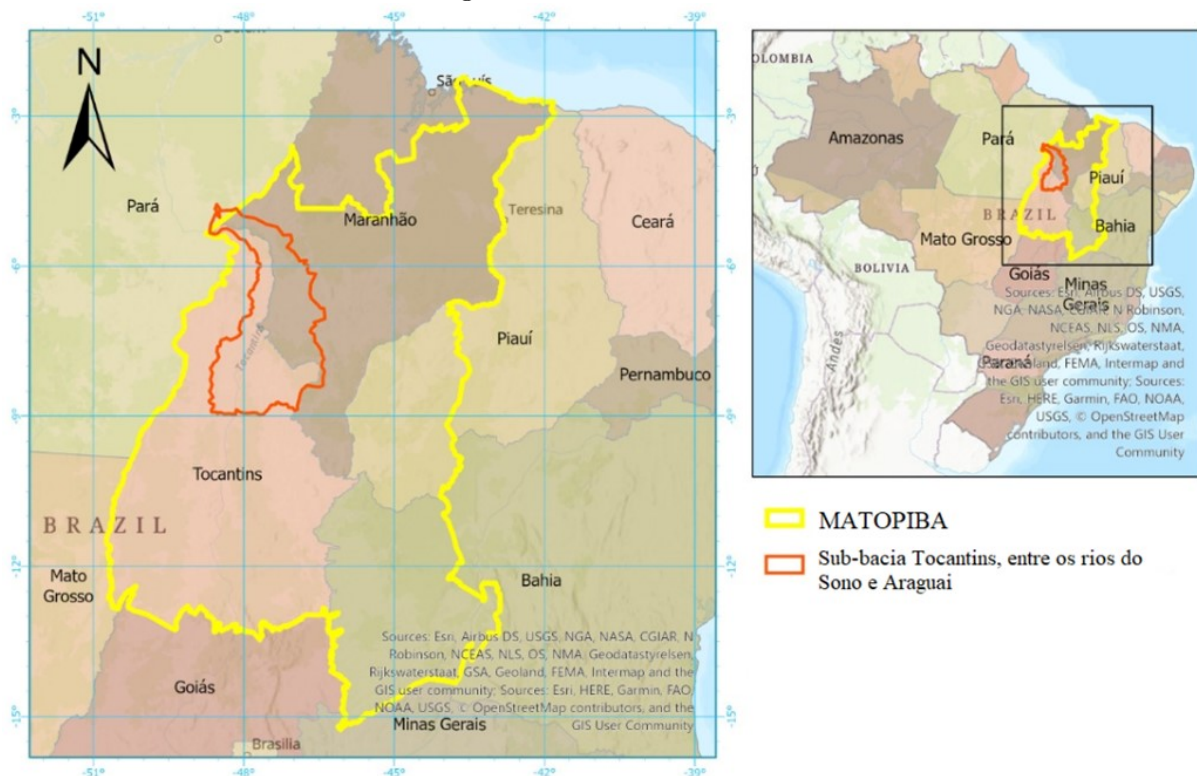 -51° -48° -45° -42° -39°
N
São Luís
-3°
Pará
Maranhão
Teresina
Ceará
-6°
Piauí
Pernambuco
-9°
Tocantins
BRAZIL
-12°
Mato
Grosso
Bahia
Sources: Esri, Airbus DS, USGS, NGA, NASA, CGIAR, N
Robinson, NCEAS, NLS, OS, NMA, Geodatastyrelsen,
Rijkswaterstaat, GSA, Geoland, FEMA, Intermap and the
GIS user community; Sources: Esri, HERE, Garmin, FAO,
NOAA, USGS, © OpenStreetMap contributors, and the
GIS User Community
Goiás
-15°
Minas Gerais
Brasília
-51° -48° -45° -42° -39°
-3°
-6°
-9°
-12°
-15°
OLOMBIA
Amazonas
Pará
Piauí
BRAZIL
Bahia
Mato Grosso
BOLIVIA
Goiás
Minas
Gerais
Andes
Paraná
Sources: Esri, Airbus DS, USGS,
NGA, NASA, CGIAR, N Robinson,
NCEAS, NLS, OS, NMA,
Geodatastyrelsen, Rijkswaterstaat,
GSA, Geoland, FEMA, Intermap and
the GIS user community; Sources:
Esri, HERE, Garmin, FAO, NOAA,
USGS, © OpenStreetMap
contributors, and the GIS User
Community
MATOPIBA
Sub-bacia Tocantins, entre os rios do
Sono e Araguai